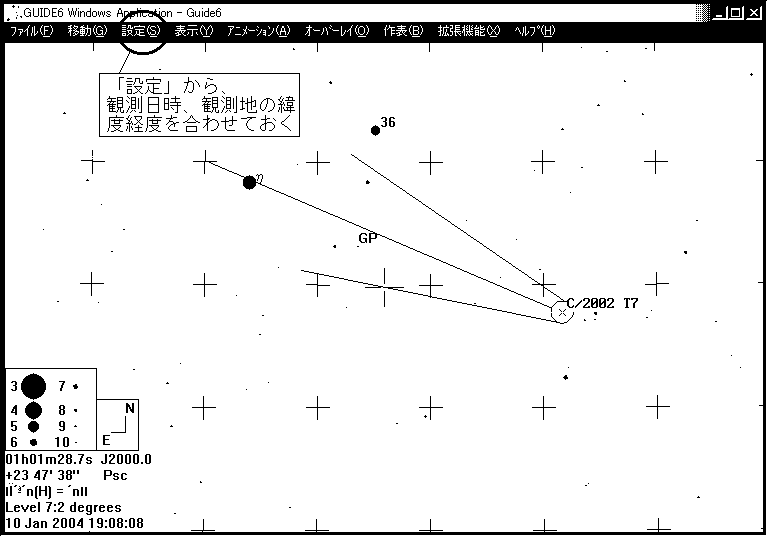 GUIDE6 Windows Application - Guide6
ファイル(F) 移動(G) 設定(S) 表示(Y) アニメーション(A) オーバーレイ(O) 作表(B) 拡張機能(X) ヘルプ(H)
「設定」から、
観測日時、観測地の緯
度経度を合わせておく
36
η
GP
C/2002 T7
3 7
4 8
5 9
6 10
N
E
01h01m28.7s J2000.0
+23 47' 38" Psc
Level 7:2 degrees
10 Jan 2004 19:08:08